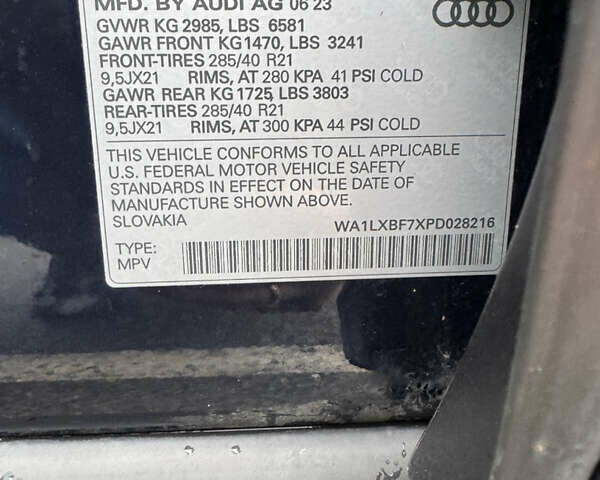 MFD. BY AUDI AG 06 23
GVWR KG 2985, LBS 6581
GAWR FRONT KG1470, LBS 3241
FRONT-TIRES 285/40 R21
9,5JX21 RIMS, AT 280 KPA 41 PSI COLD
GAWR REAR KG 1725, LBS 3803
REAR-TIRES 285/40 R21
9,5JX21 RIMS, AT 300 KPA 44 PSI COLD
THIS VEHICLE CONFORMS TO ALL APPLICABLE
U.S. FEDERAL MOTOR VEHICLE SAFETY
STANDARDS IN EFFECT ON THE DATE OF
MANUFACTURE SHOWN ABOVE.
SLOVAKIA WA1LXBF7XPD028216
TYPE:
MPV